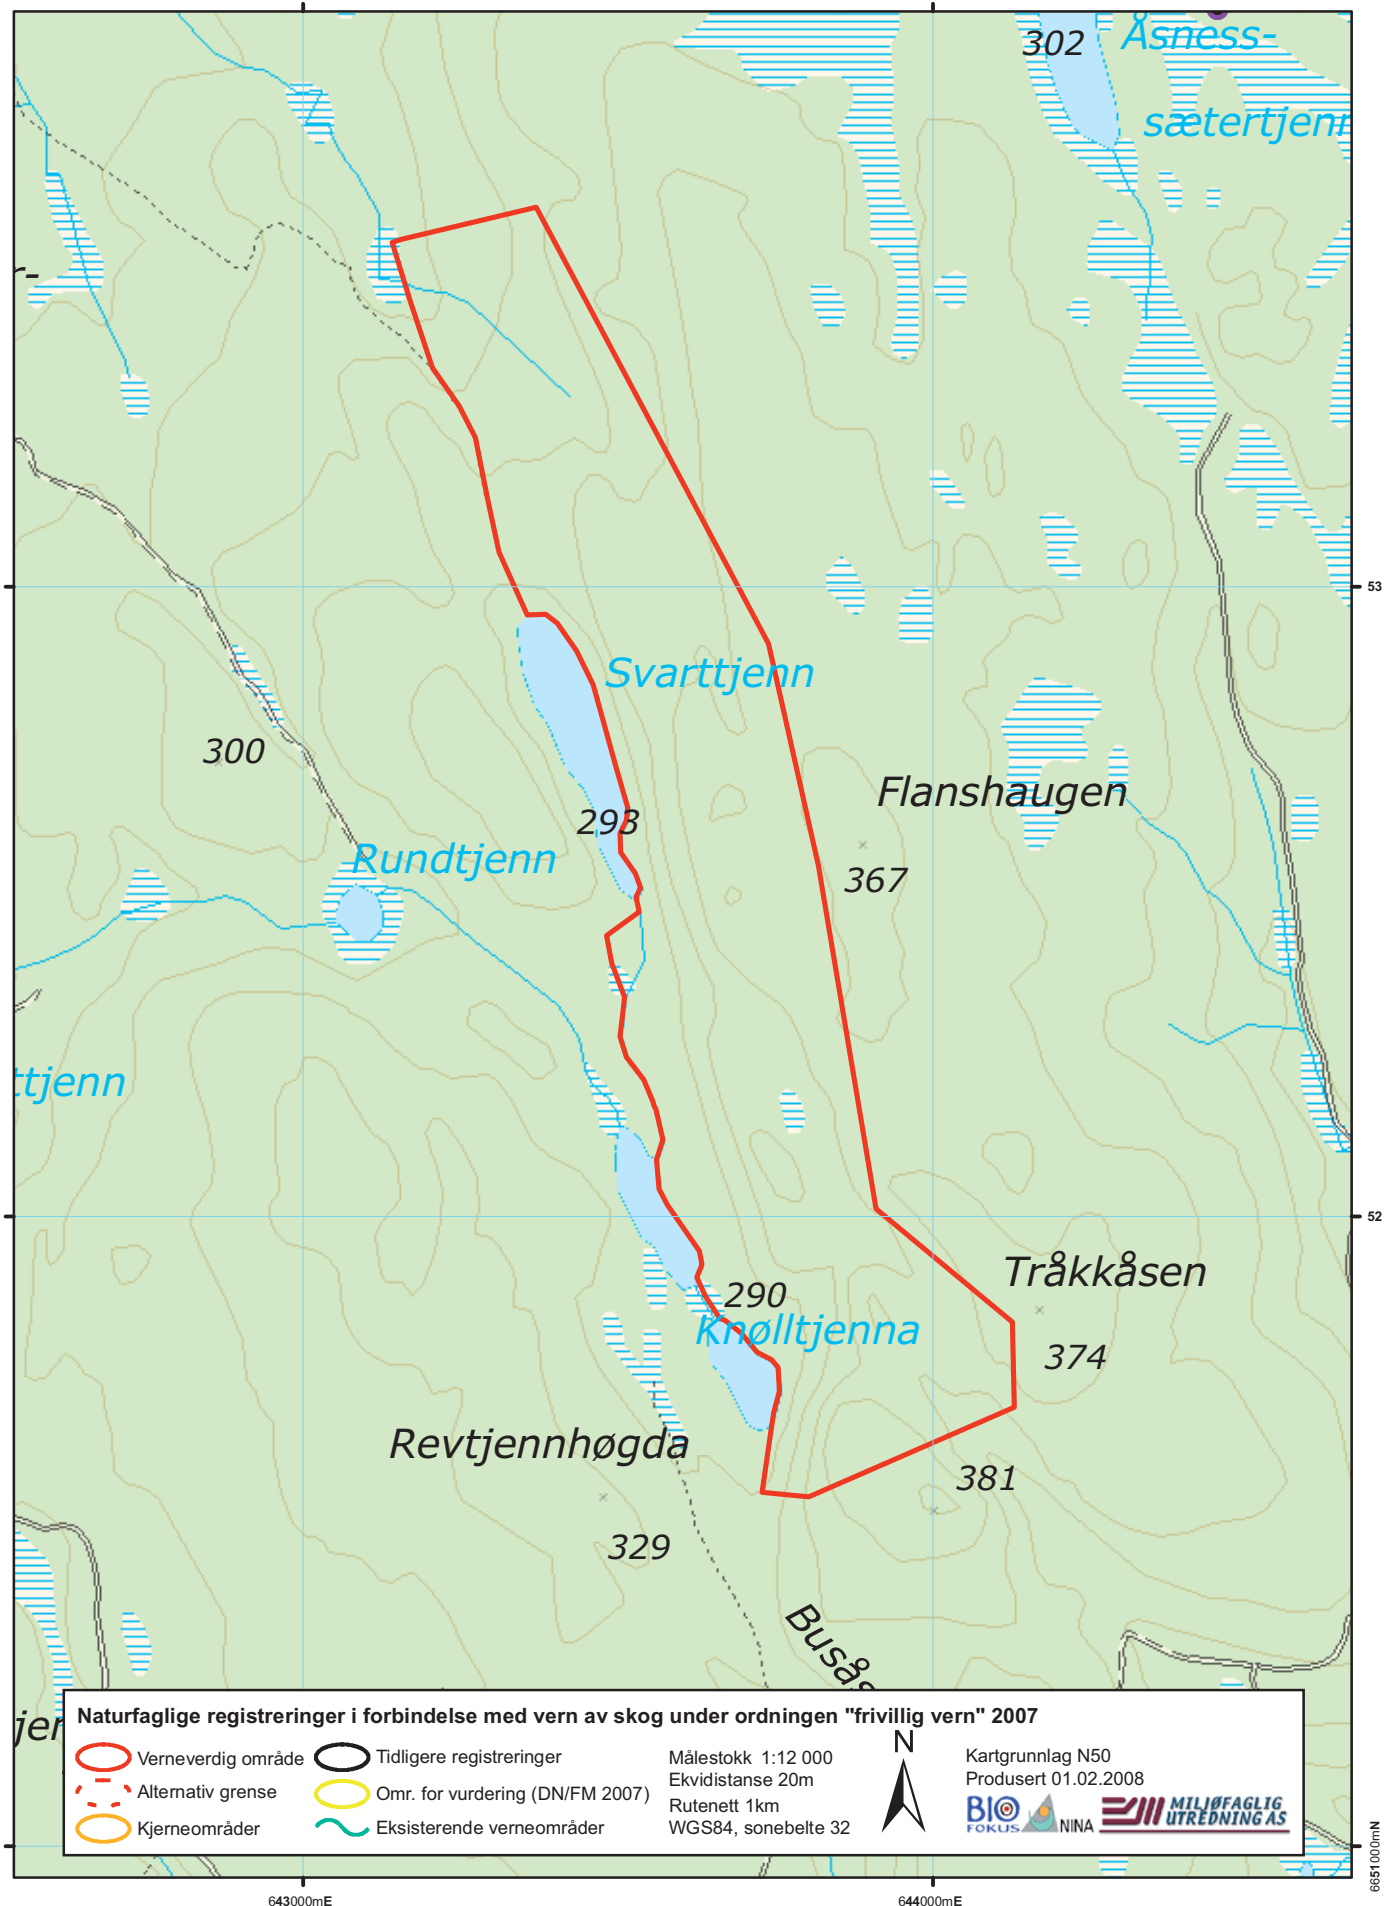 302
Åsness-
sætertjenn
r-
53
Svarttjenn
300
Flanshaugen
293
Rundtjenn
367
ttjenn
52
Tråkkåsen
290
Knølltjenna
374
Revtjennhøgda
381
329
Busås
jer
Naturfaglige registreringer i forbindelse med vern av skog under ordningen "frivillig vern" 2007
Verneverdig område
Tidligere registreringer
Målestokk 1:12 000
N
Kartgrunnlag N50
Alternativ grense
Omr. for vurdering (DN/FM 2007)
Ekvidistanse 20m
Produsert 01.02.2008
Kjerneområder
Eksisterende verneområder
Rutenett 1km
WGS84, sonebelte 32
BIO
FOKUS
NINA
MILJØFAGLIG
UTREDNING AS
6651000mN
643000mE
644000mE